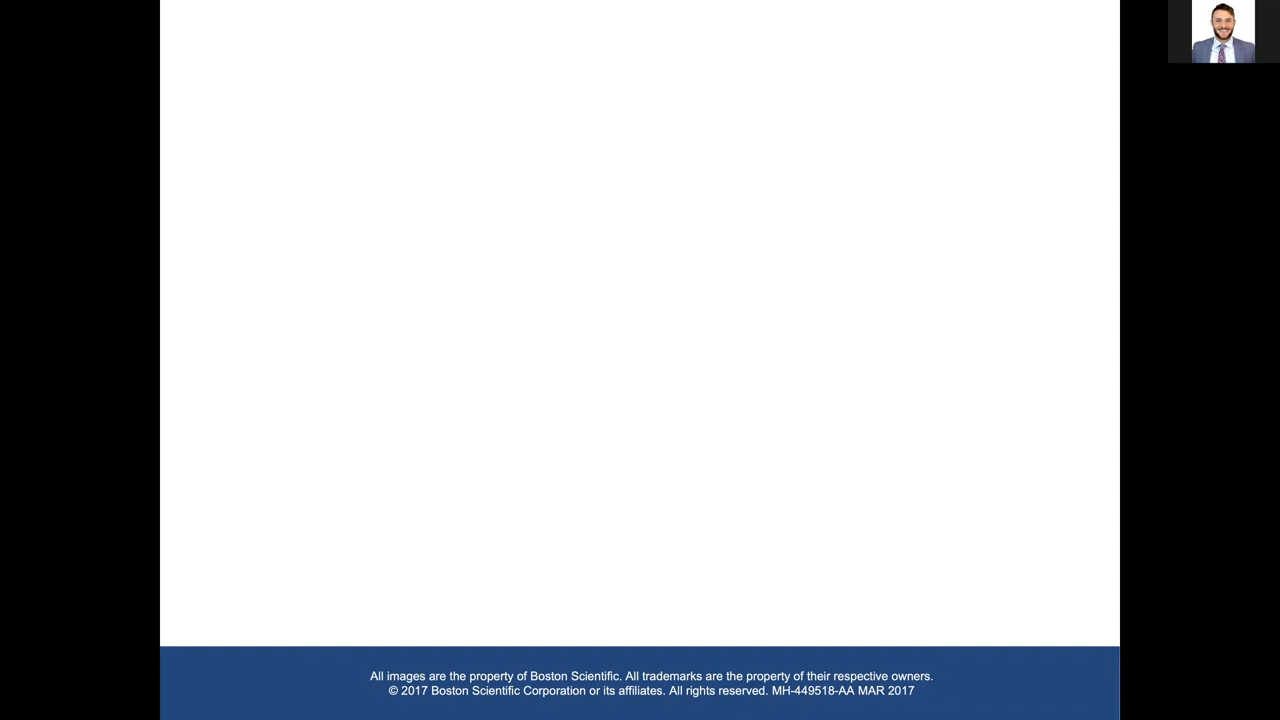 All images are the property of Boston Scientific. All trademarks are the property of their respective owners.
© 2017 Boston Scientific Corporation or its affiliates. All rights reserved. MH-449518-AA MAR 2017